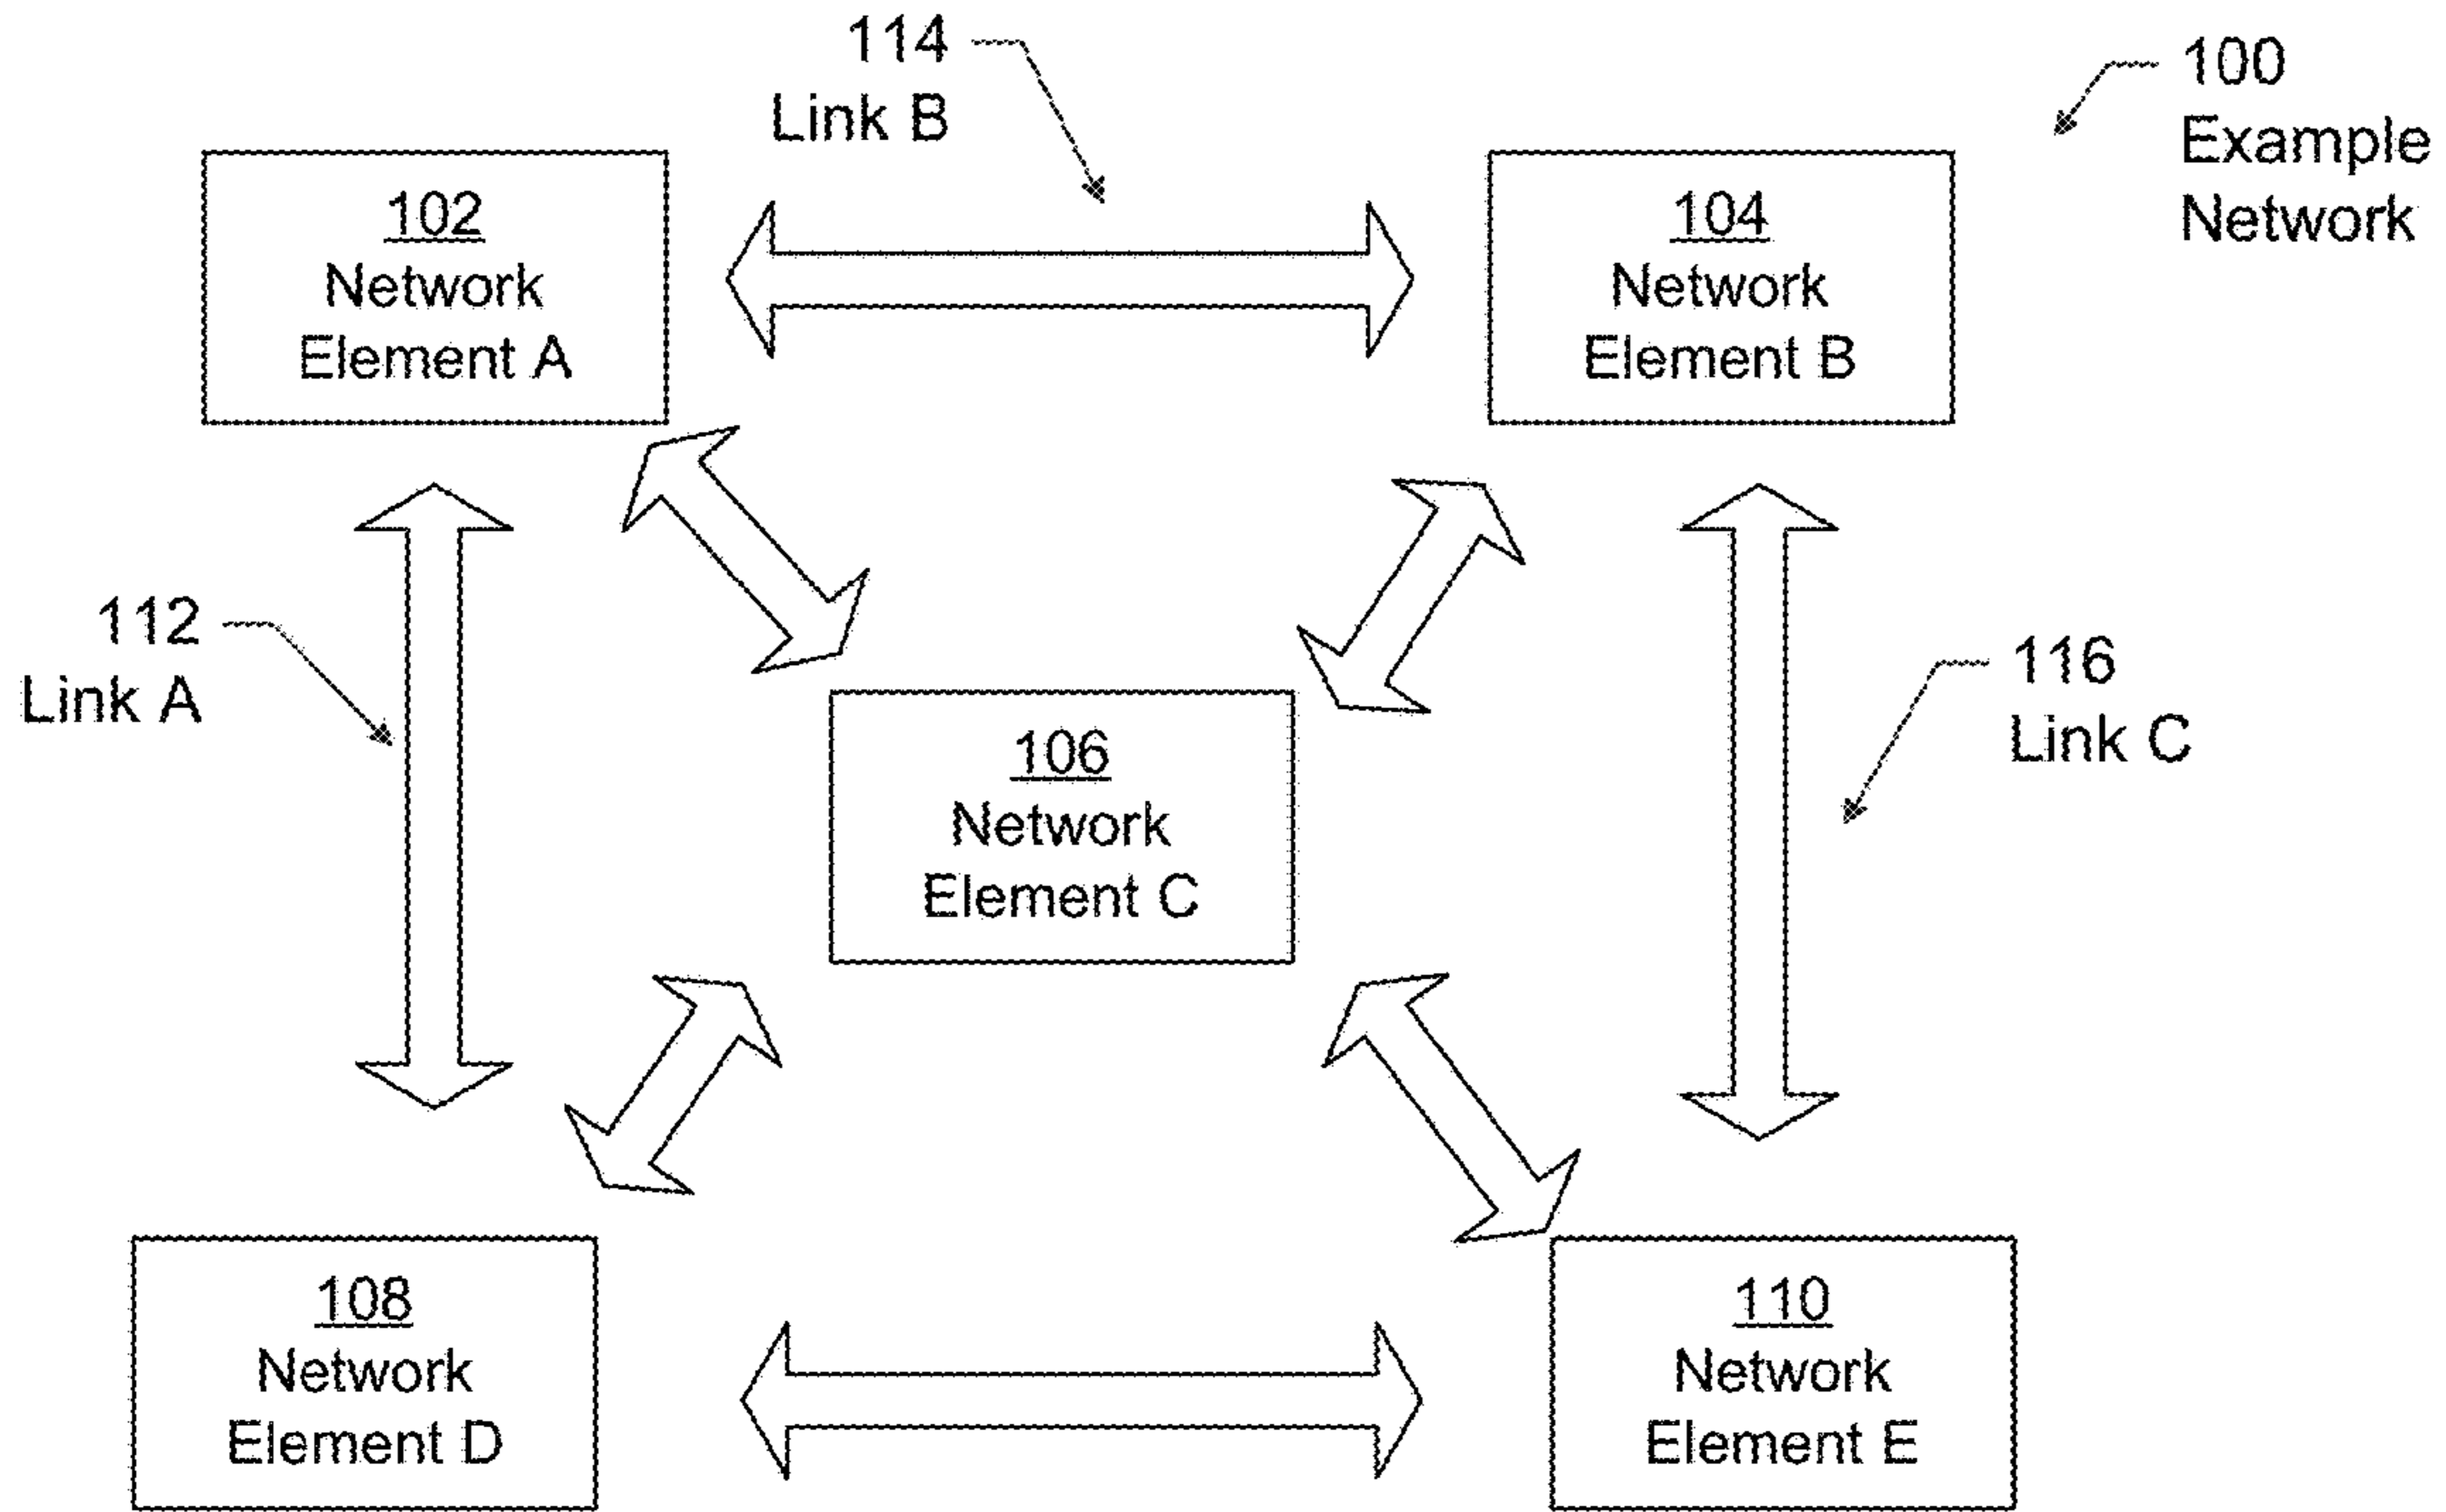 114
Link B
100
Example
Network
102
Network
Element A
104
Network
Element B
112
Link A
116
Link C
106
Network
Element C
108
Network
Element D
110
Network
Element E